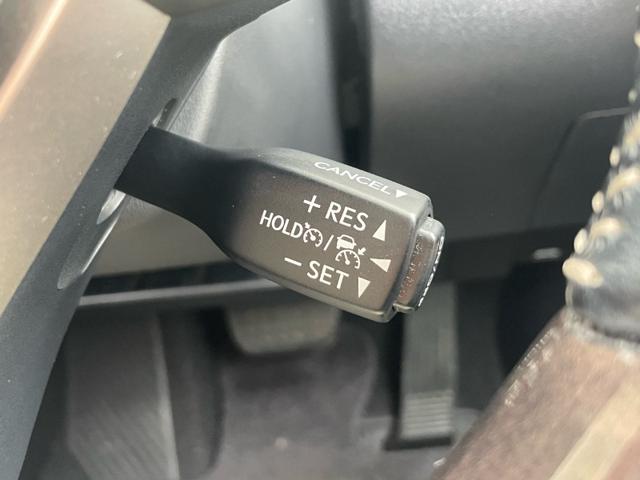 CANCEL▼
+ RES ▲
HOLD /
− SET ▼